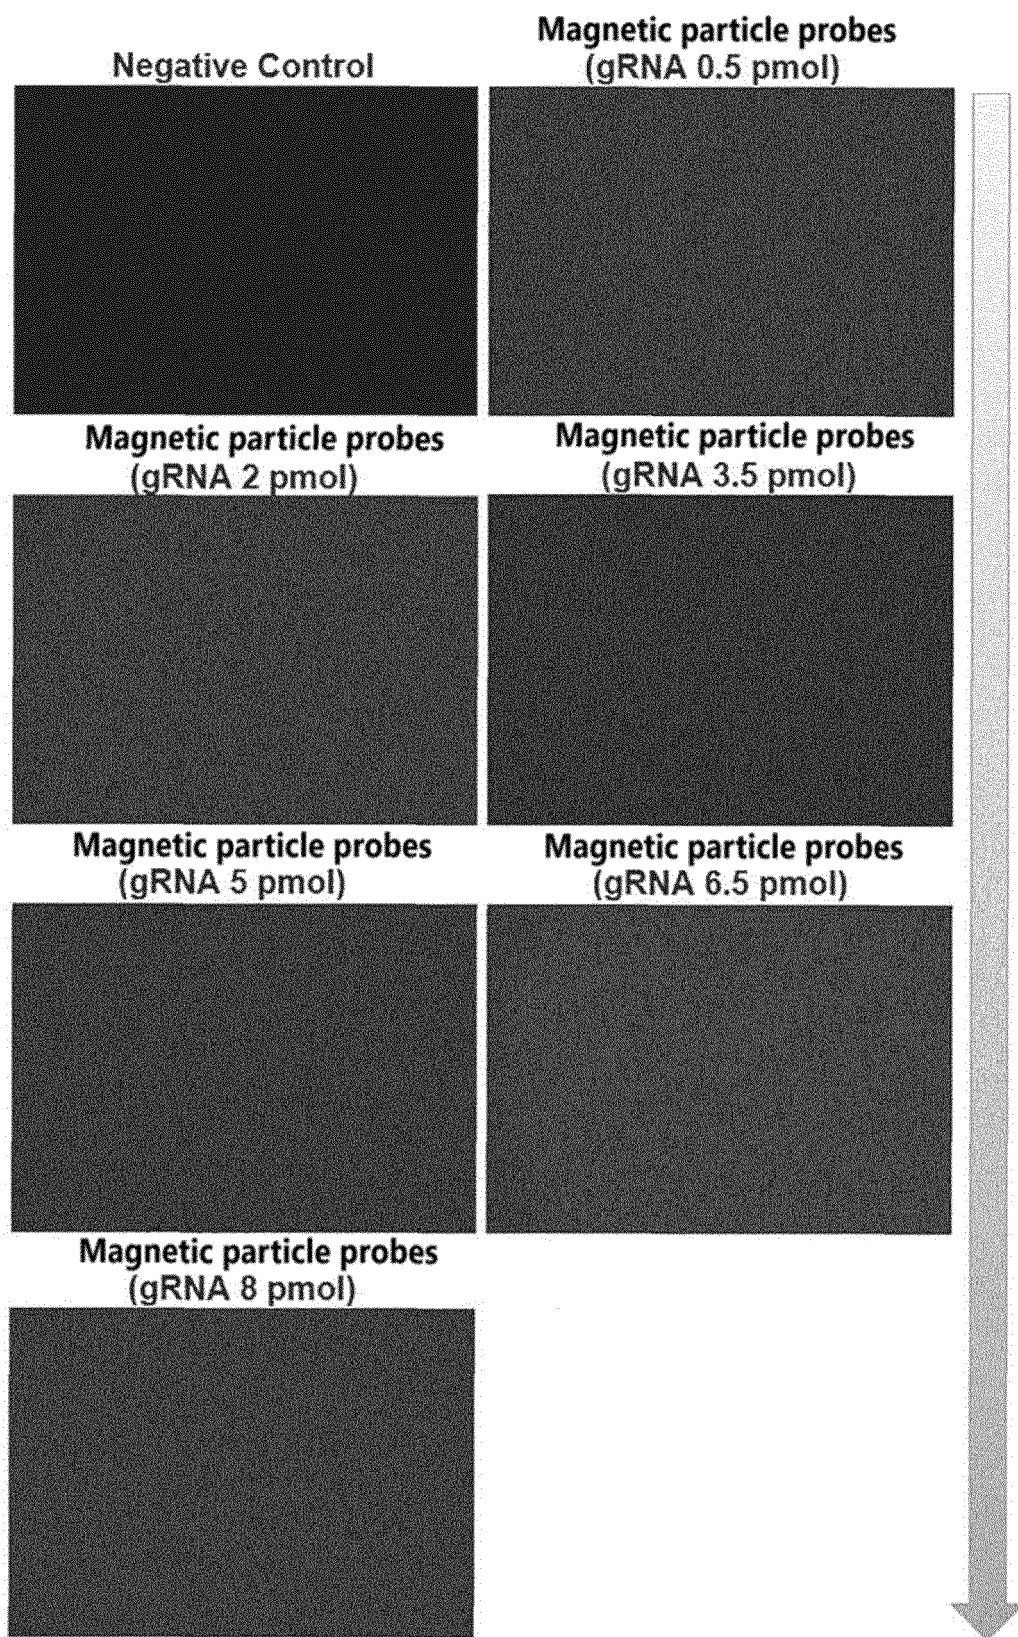 Negative Control
Magnetic particle probes
(gRNA 0.5 pmol)
Magnetic particle probes
(gRNA 2 pmol)
Magnetic particle probes
(gRNA 3.5 pmol)
Magnetic particle probes
(gRNA 5 pmol)
Magnetic particle probes
(gRNA 6.5 pmol)
Magnetic particle probes
(gRNA 8 pmol)